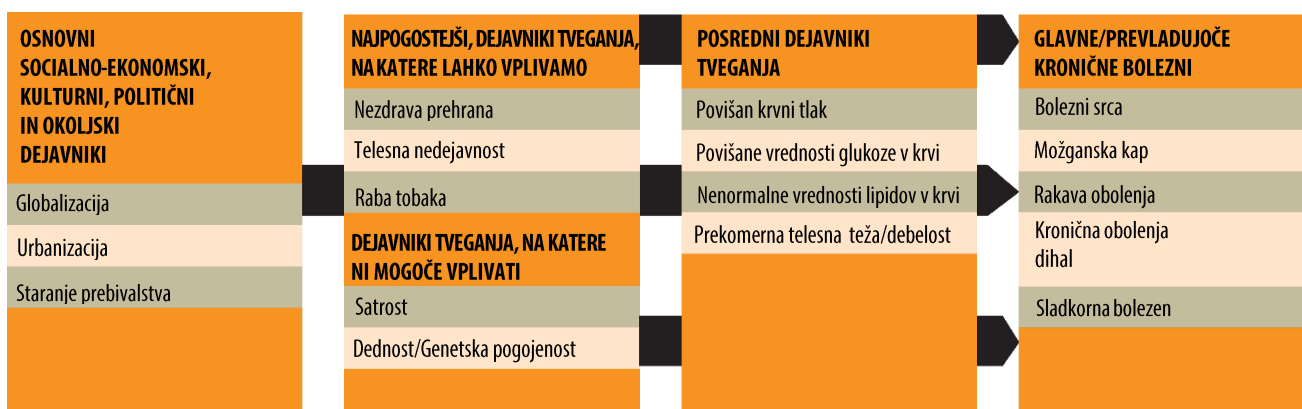 OSNOVNI
SOCIALNO-EKONOMSKI,
KULTURNI, POLITIČNI
IN OKOLJSKI
DEJAVNIKI
Globalizacija
Urbanizacija
Staranje prebivalstva
NAJPOGOSTEJŠI, DEJAVNIKI TVEGANJA,
NA KATERE LAHKO VPLIVAMO
Nezdrava prehrana
Telesna nedejavnost
Raba tobaka
DEJAVNIKI TVEGANJA, NA KATERE
NI MOGOČE VPLIVATI
Satrost
Dednost/Genetska pogojenost
POSREDNI DEJAVNIKI
TVEGANJA
Povišan krvni tlak
Povišane vrednosti glukoze v krvi
Nenormalne vrednosti lipidov v krvi
Prekomerna telesna teža/debelost
GLAVNE/PREVLADUJOČE
KRONIČNE BOLEZNI
Bolezni srca
Možganska kap
Rakava obolenja
Kronična obolenja
dihal
Sladkorna bolezen